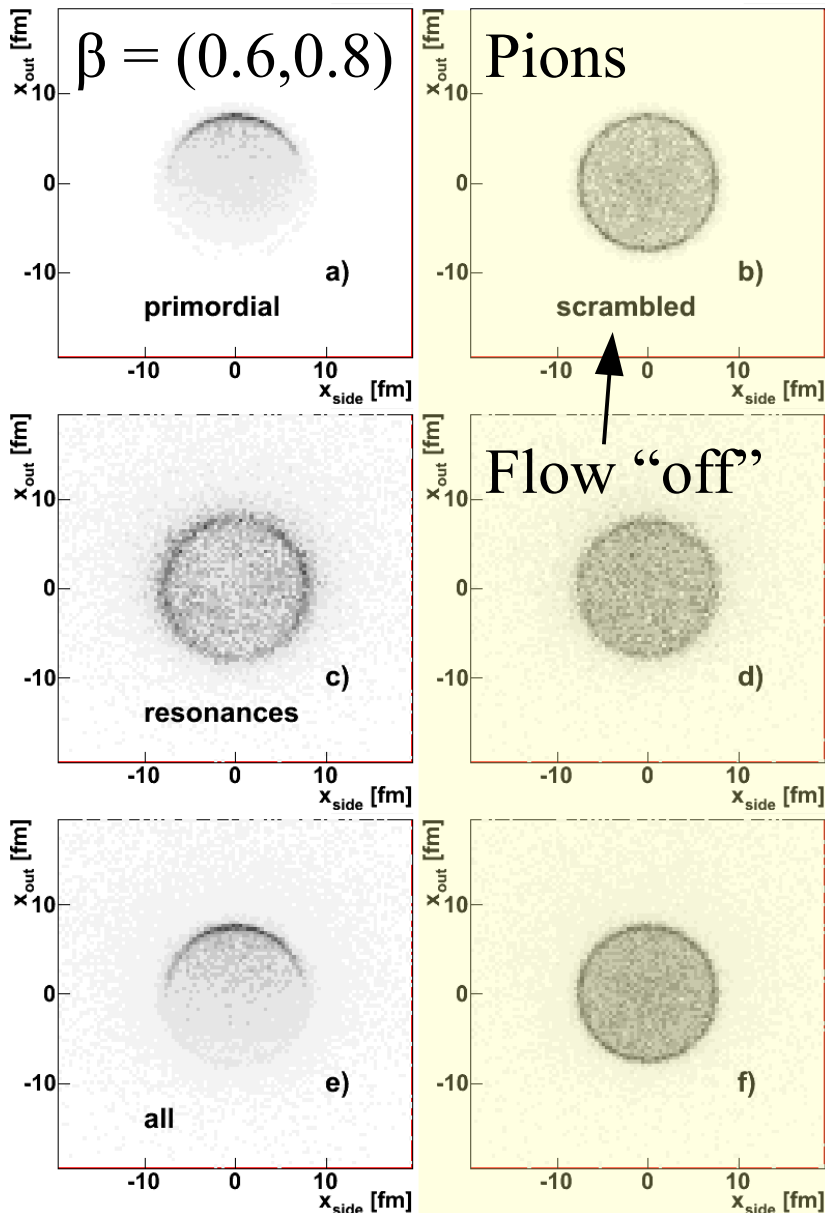 β = (0.6,0.8)
Pions
x_out [fm]
10
0
-10
a)
primordial
-10 0 10
x_side [fm]
x_out [fm]
10
0
-10
b)
scrambled
-10 0 10
x_side [fm]
Flow “off”
x_out [fm]
10
0
-10
c)
resonances
-10 0 10
x_side [fm]
x_out [fm]
10
0
-10
d)
-10 0 10
x_side [fm]
x_out [fm]
10
0
-10
e)
all
-10 0 10
x_side [fm]
x_out [fm]
10
0
-10
f)
-10 0 10
x_side [fm]